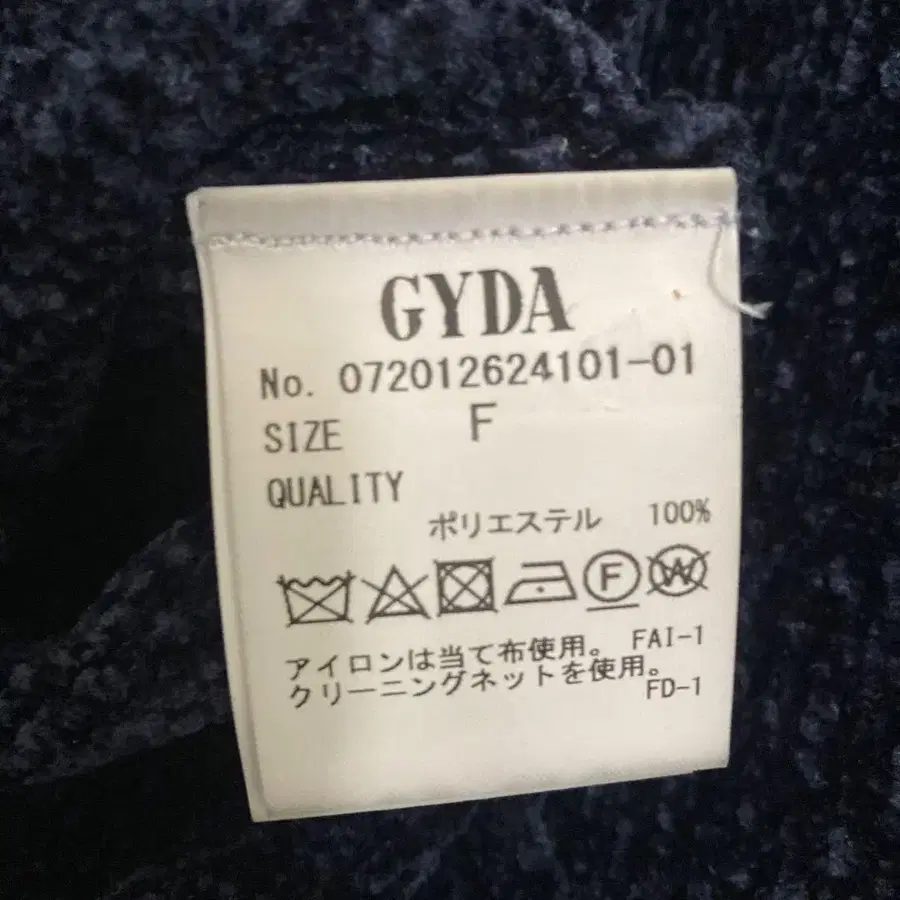 GYDA
No. 072012624101-01
SIZE F
QUALITY
ポリエステル 100%
F W
アイロンは当て布使用。 FAI-1
クリーニングネットを使用。
FD-1